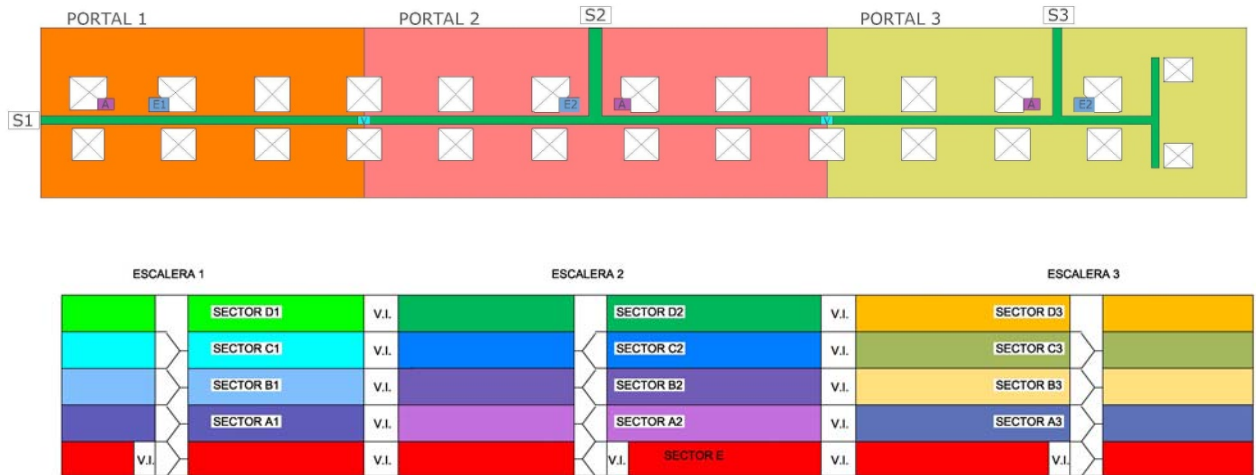 PORTAL 1 PORTAL 2 S2 PORTAL 3 S3
A E1 E2 A A E2
S1 V V
ESCALERA 1 ESCALERA 2 ESCALERA 3
SECTOR D1 V.I. SECTOR D2 V.I. SECTOR D3
SECTOR C1 V.I. SECTOR C2 V.I. SECTOR C3
SECTOR B1 V.I. SECTOR B2 V.I. SECTOR B3
SECTOR A1 V.I. SECTOR A2 V.I. SECTOR A3
V.I. V.I. V.I. SECTOR E V.I. V.I.